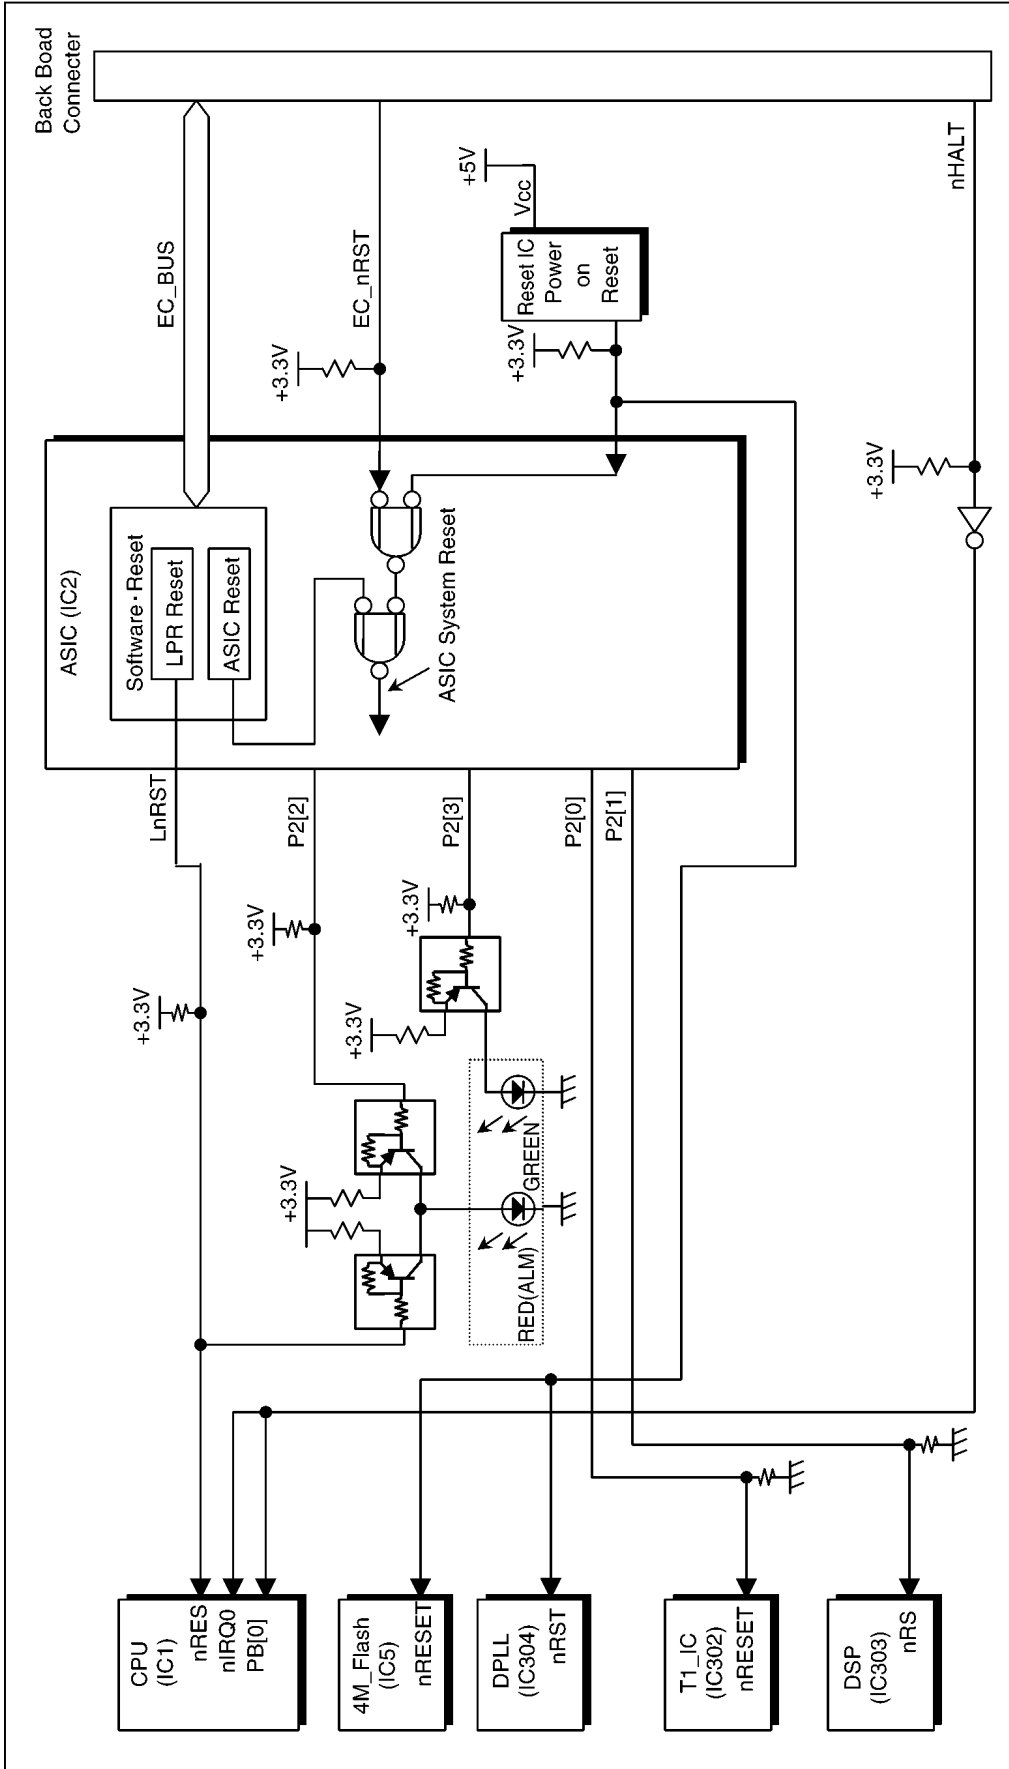 Back Boad
Connecter
EC_BUS
EC_nRST
+5V
Vcc
Reset IC
Power
on
Reset
nHALT
+3.3V
+3.3V
+3.3V
ASIC (IC2)
Software·Reset
LPR Reset
ASIC Reset
ASIC System Reset
LnRST
P2[2]
P2[3]
P2[0]
P2[1]
+3.3V
+3.3V
+3.3V
+3.3V
+3.3V
GREEN
RED(ALM)
CPU
(IC1)
nRES
nIRQ0
PB[0]
4M_Flash
(IC5)
nRESET
DPLL
(IC304)
nRST
T1_IC
(IC302)
nRESET
DSP
(IC303)
nRS